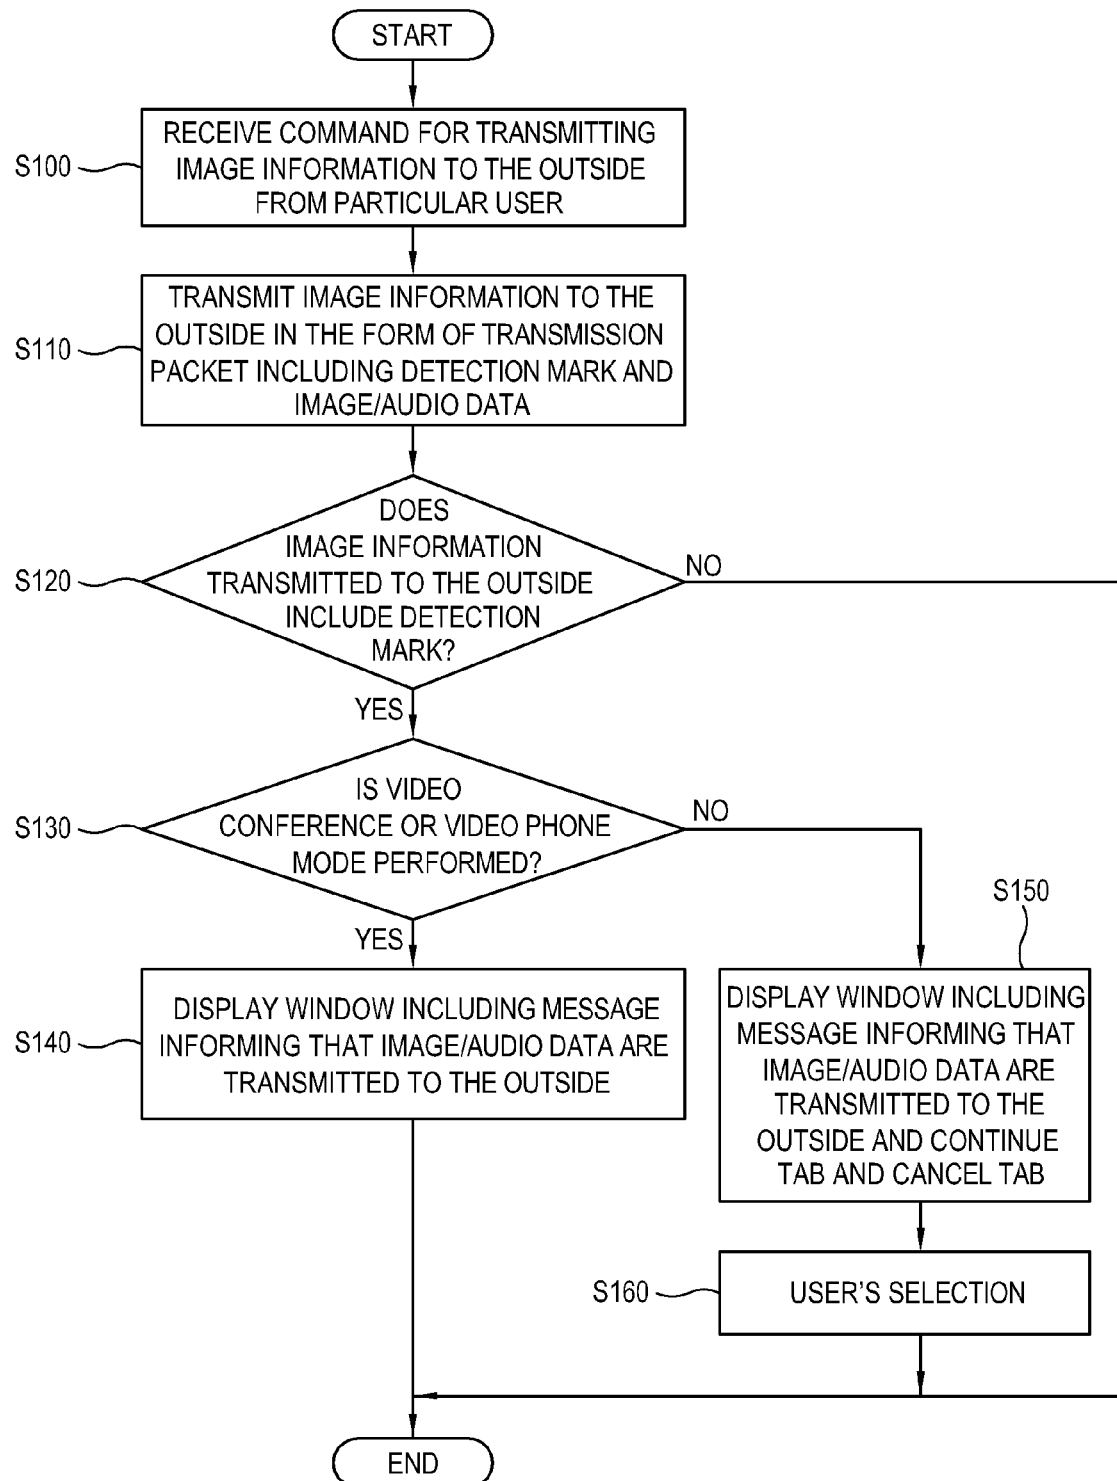 START
S100
RECEIVE COMMAND FOR TRANSMITTING
IMAGE INFORMATION TO THE OUTSIDE
FROM PARTICULAR USER
S110
TRANSMIT IMAGE INFORMATION TO THE
OUTSIDE IN THE FORM OF TRANSMISSION
PACKET INCLUDING DETECTION MARK AND
IMAGE/AUDIO DATA
S120
DOES
IMAGE INFORMATION
TRANSMITTED TO THE OUTSIDE
INCLUDE DETECTION
MARK?
NO
YES
S130
IS VIDEO
CONFERENCE OR VIDEO PHONE
MODE PERFORMED?
NO
YES
S140
DISPLAY WINDOW INCLUDING MESSAGE
INFORMING THAT IMAGE/AUDIO DATA ARE
TRANSMITTED TO THE OUTSIDE
S150
DISPLAY WINDOW INCLUDING
MESSAGE INFORMING THAT
IMAGE/AUDIO DATA ARE
TRANSMITTED TO THE
OUTSIDE AND CONTINUE
TAB AND CANCEL TAB
S160
USER'S SELECTION
END